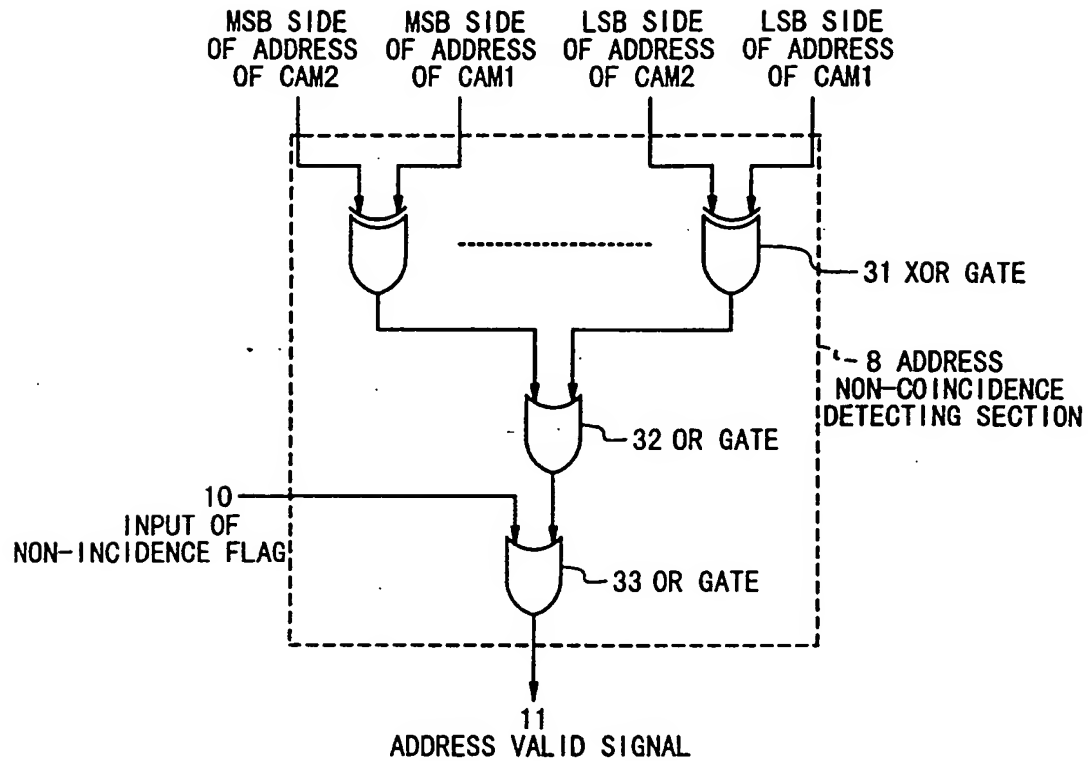 MSB SIDE
OF ADDRESS
OF CAM2
MSB SIDE
OF ADDRESS
OF CAM1
LSB SIDE
OF ADDRESS
OF CAM2
LSB SIDE
OF ADDRESS
OF CAM1
31 XOR GATE
8 ADDRESS
NON-COINCIDENCE
DETECTING SECTION
32 OR GATE
10
INPUT OF
NON-INCIDENCE FLAG
33 OR GATE
11
ADDRESS VALID SIGNAL